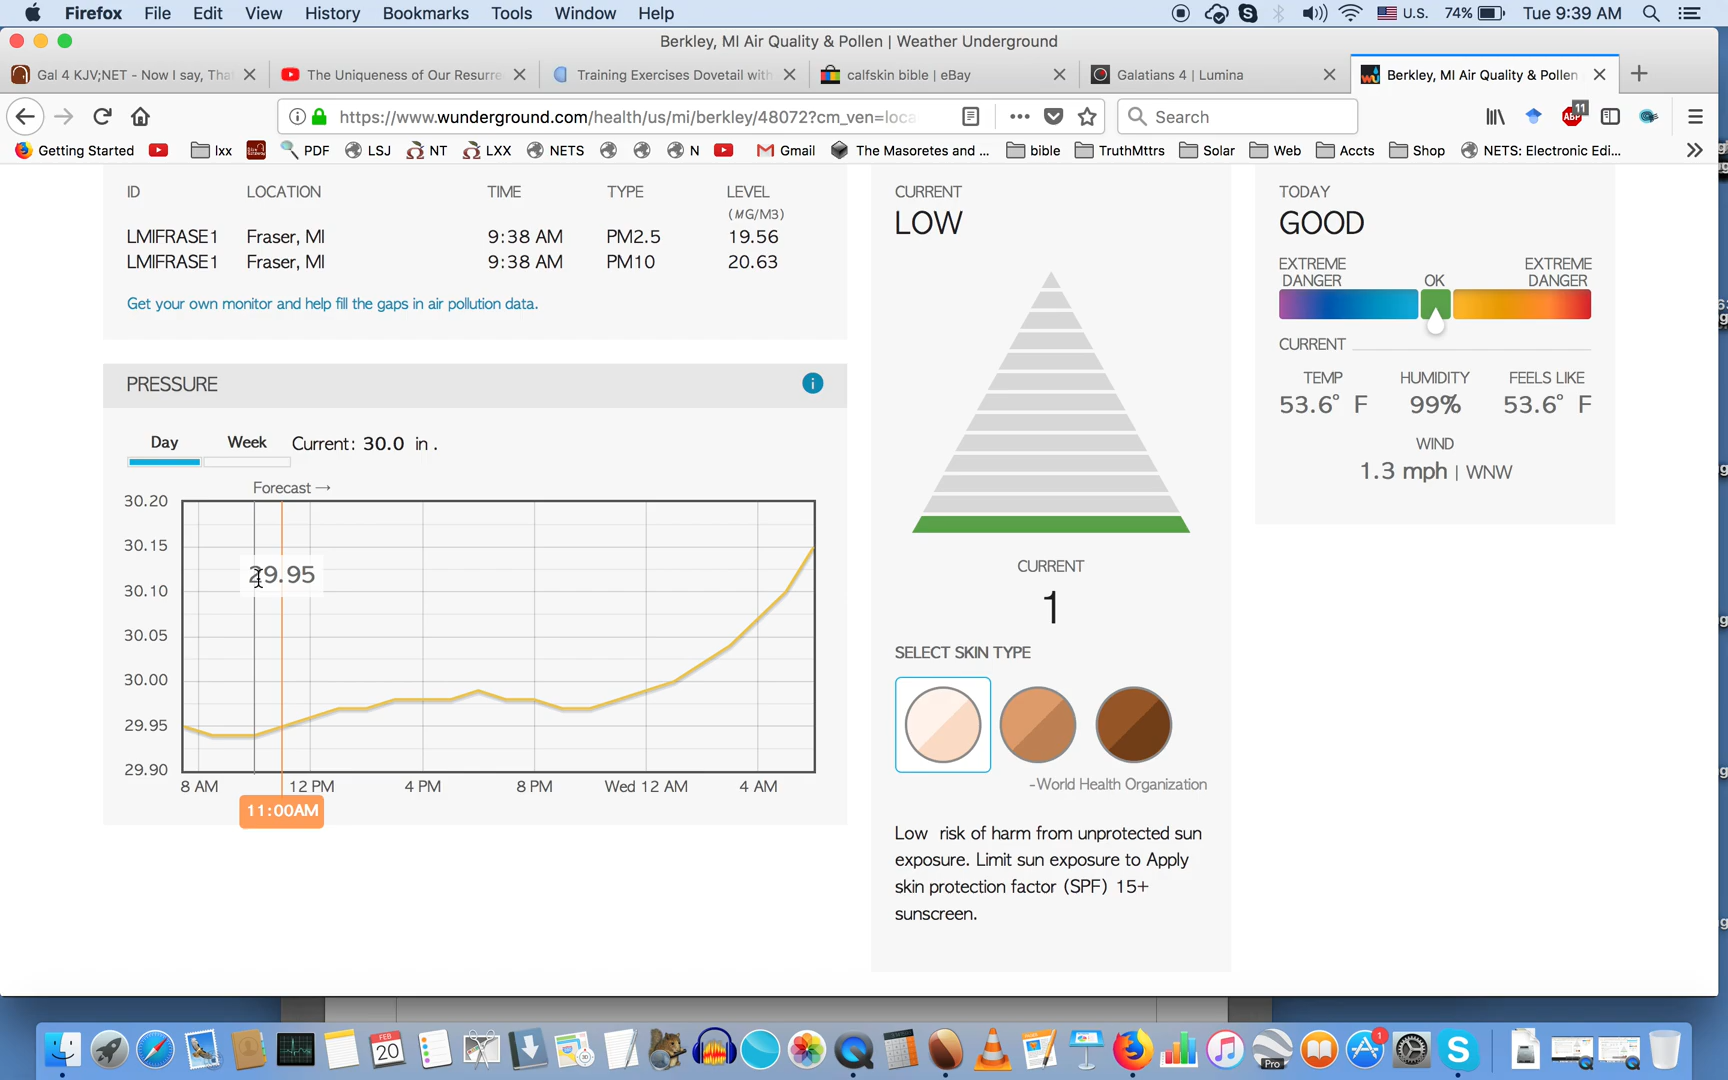 Firefox File Edit View History Bookmarks Tools Window Help U.S. 74% Tue 9:39 AM
Berkley, MI Air Quality & Pollen | Weather Underground
Gal 4 KJV;NET - Now I say, Tha
The Uniqueness of Our Resurre
Training Exercises Dovetail with
calfskin bible | eBay
Galatians 4 | Lumina
Berkley, MI Air Quality & Pollen
https://www.wunderground.com/health/us/mi/berkley/48072?cm_ven=loca
Search
ABP 11
Getting Started lxx PDF LSJ NT LXX NETS N Gmail The Masoretes and ... bible TruthMttrs Solar Web Accts Shop NETS: Electronic Edi...
ID LOCATION TIME TYPE LEVEL
(µG/M3)
LMIFRASE1 Fraser, MI 9:38 AM PM2.5 19.56
LMIFRASE1 Fraser, MI 9:38 AM PM10 20.63
Get your own monitor and help fill the gaps in air pollution data.
PRESSURE
i
Day Week Current: 30.0 in .
Forecast →
30.20
30.15
30.10
30.05
30.00
29.95
29.90
29.95
8 AM 12 PM 4 PM 8 PM Wed 12 AM 4 AM
11:00AM
CURRENT
LOW
CURRENT
1
SELECT SKIN TYPE
-World Health Organization
Low risk of harm from unprotected sun
exposure. Limit sun exposure to Apply
skin protection factor (SPF) 15+
sunscreen.
TODAY
GOOD
EXTREME DANGER OK EXTREME DANGER
CURRENT
TEMP HUMIDITY FEELS LIKE
53.6° F 99% 53.6° F
WIND
1.3 mph | WNW
FEB
20
Pro
1